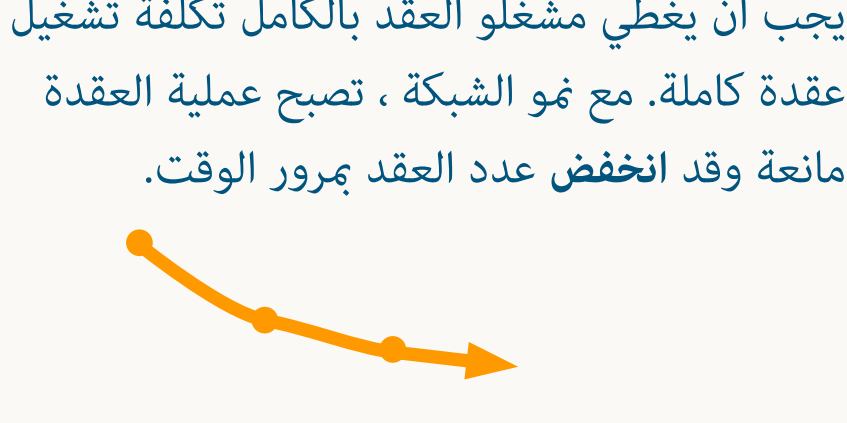 يجب أن يغطي مشغلو العقد بالكامل تكلفة تشغيل
عقدة كاملة. مع نمو الشبكة ، تصبح عملية العقدة
مانعة وقد انخفض عدد العقد بمرور الوقت.